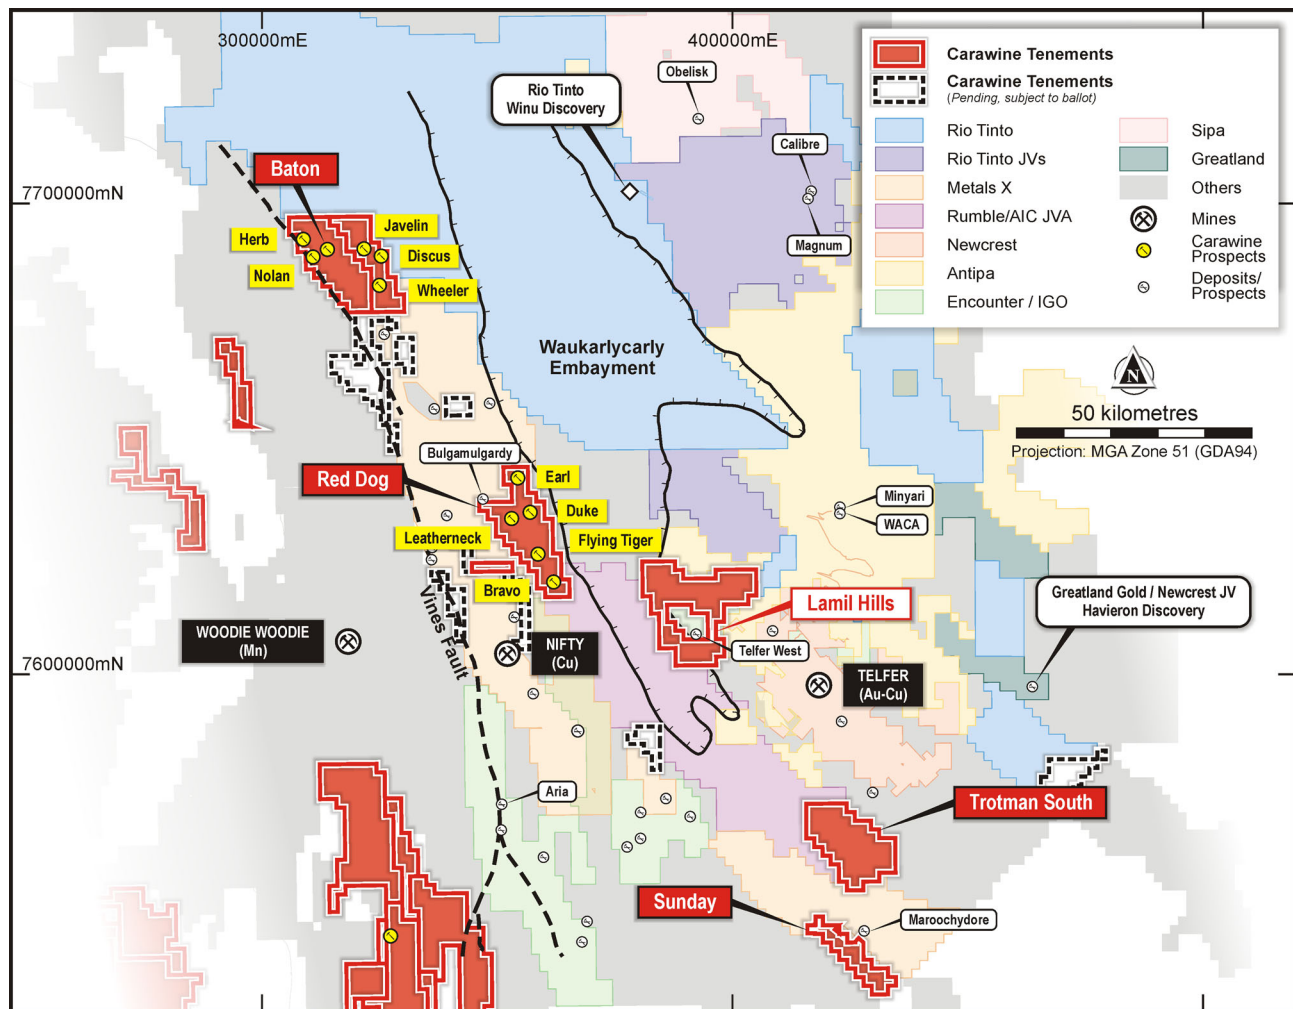 300000mE
400000mE
7700000mN
7600000mN
Carawine Tenements
Carawine Tenements
(Pending, subject to ballot)
Rio Tinto
Rio Tinto JVs
Metals X
Rumble/AIC JVA
Newcrest
Antipa
Encounter / IGO
Sipa
Greatland
Others
Mines
Carawine
Prospects
Deposits/
Prospects
N
50 kilometres
Projection: MGA Zone 51 (GDA94)
Obelisk
Rio Tinto
Winu Discovery
Calibre
Magnum
Baton
Herb
Nolan
Javelin
Discus
Wheeler
Waukarlycarly
Embayment
Bulgamulgardy
Red Dog
Earl
Duke
Leatherneck
Flying Tiger
Bravo
Minyari
WACA
Vines Fault
WOODIE WOODIE
(Mn)
NIFTY
(Cu)
Lamil Hills
Telfer West
TELFER
(Au-Cu)
Greatland Gold / Newcrest JV
Havieron Discovery
Aria
Trotman South
Sunday
Maroochydore